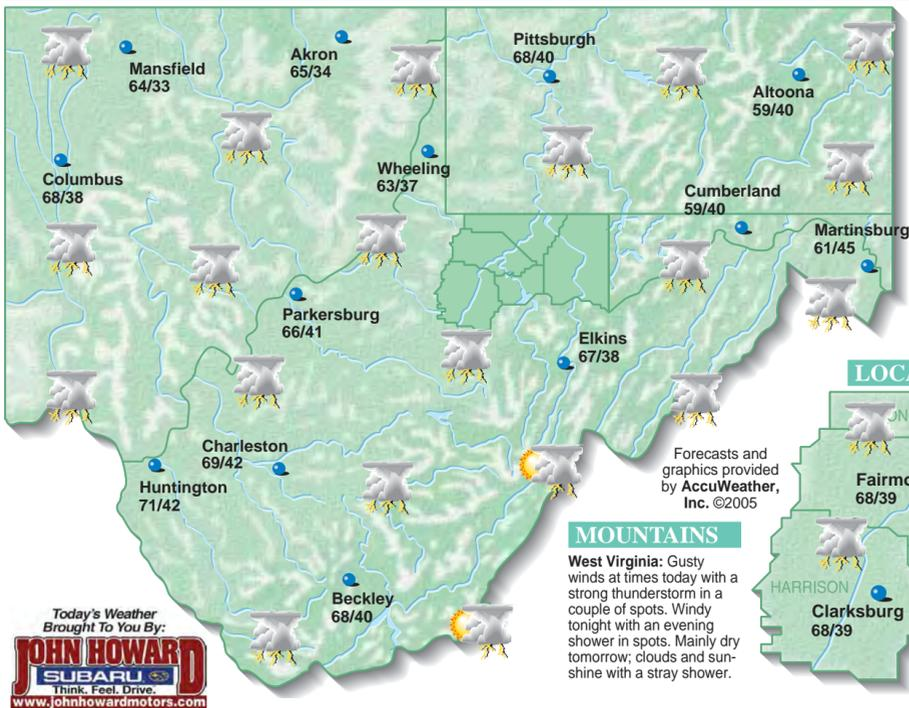 Mansfield
64/33
Akron
65/34
Pittsburgh
68/40
Altoona
59/40
Columbus
68/38
Wheeling
63/37
Cumberland
59/40
Martinsburg
61/45
Parkersburg
66/41
Elkins
67/38
Charleston
69/42
Huntington
71/42
Beckley
68/40
Forecasts and
graphics provided
by AccuWeather,
Inc. ©2005
MOUNTAINS
West Virginia: Gusty
winds at times today with a
strong thunderstorm in a
couple of spots. Windy
tonight with an evening
shower in spots. Mainly dry
tomorrow; clouds and sun-
shine with a stray shower.
LOCA
ON
Fairmo
68/39
HARRISON
Clarksburg
68/39
Today's Weather
Brought To You By:
JOHN HOWARD
SUBARU
Think. Feel. Drive.
www.johnhowardmotors.com